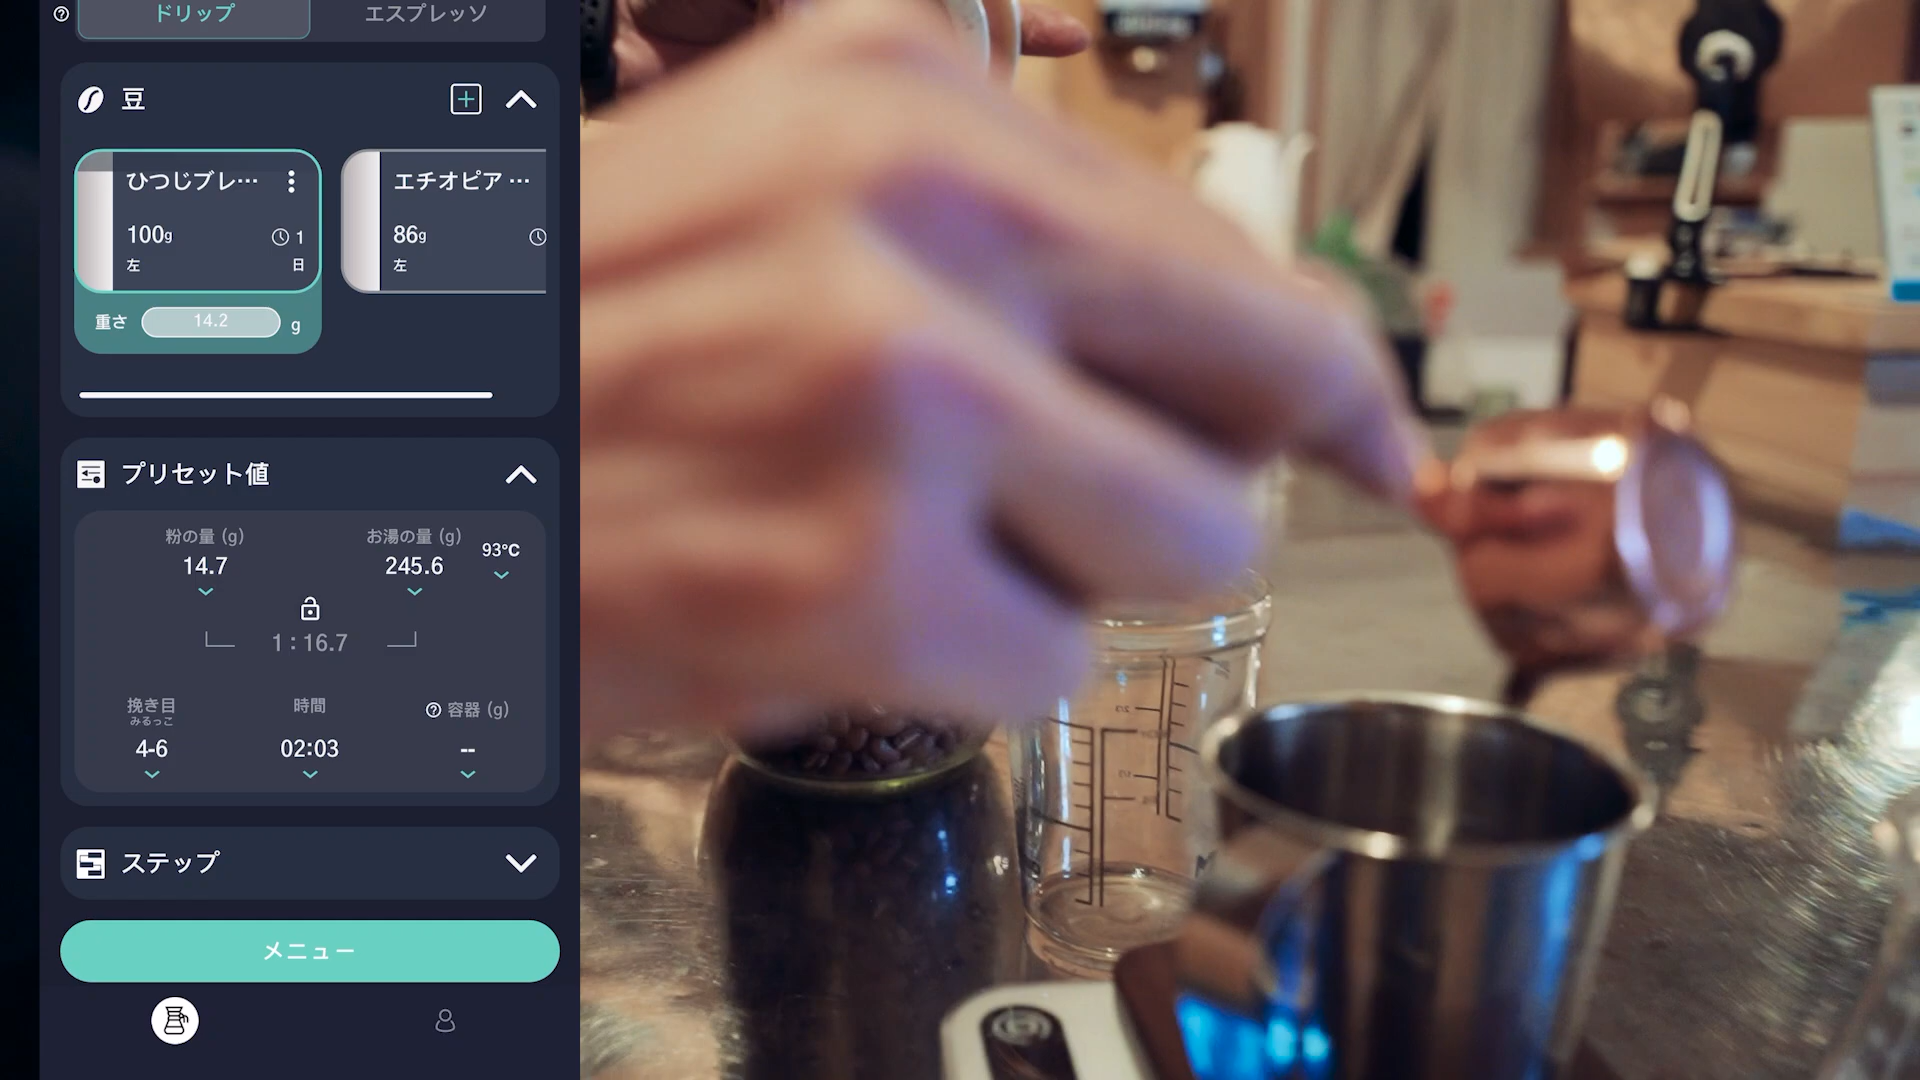 ドリップ
エスプレッソ
豆
ひつじブレ…
100g
1
左
日
重さ 14.2 g
エチオピア …
86g
左
プリセット値
粉の量 (g)
14.7
お湯の量 (g)
245.6
93°C
1 : 16.7
挽き目
みるっこ
4-6
時間
02:03
容器 (g)
--
ステップ
メニュー